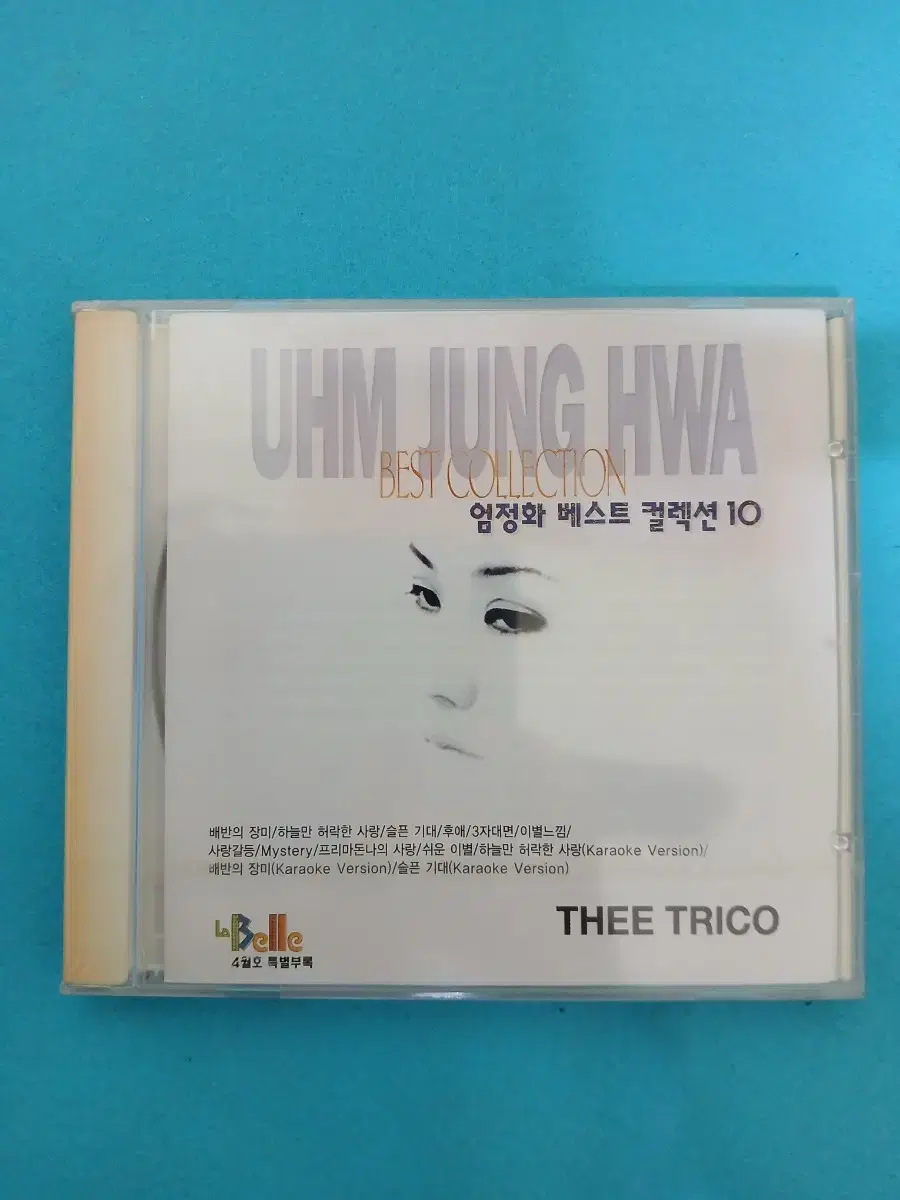 UHM JUNG HWA
BEST COLLECTION
엄정화 베스트 컬렉션 10
배반의 장미/하늘만 허락한 사랑/슬픈 기대/후애/3자대면/이별느낌/
사랑갈등/Mystery/프리마돈나의 사랑/쉬운 이별/하늘만 허락한 사랑(Karaoke Version)/
배반의 장미(Karaoke Version)/슬픈 기대(Karaoke Version)
La Belle
4월호 특별부록
THEE TRICO